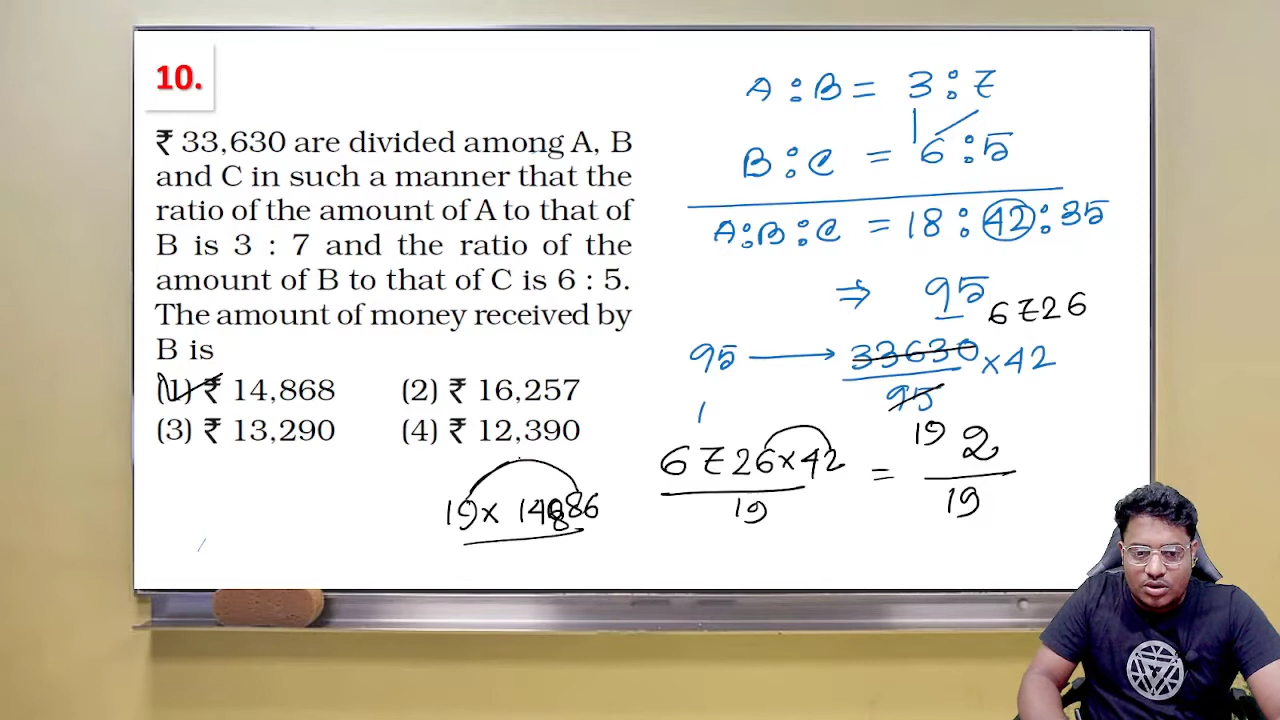 10.
₹ 33,630 are divided among A, B
and C in such a manner that the
ratio of the amount of A to that of
B is 3 : 7 and the ratio of the
amount of B to that of C is 6 : 5.
The amount of money received by
B is
(1) ₹ 14,868 (2) ₹ 16,257
(3) ₹ 13,290 (4) ₹ 12,390
A : B = 3 : 7
B : C = 6 : 5
A : B : C = 18 : 42 : 35
⇒ 95
6726
95 → 33630 × 42
95
1
6726 × 42 = 19 2
19 19
19 ×